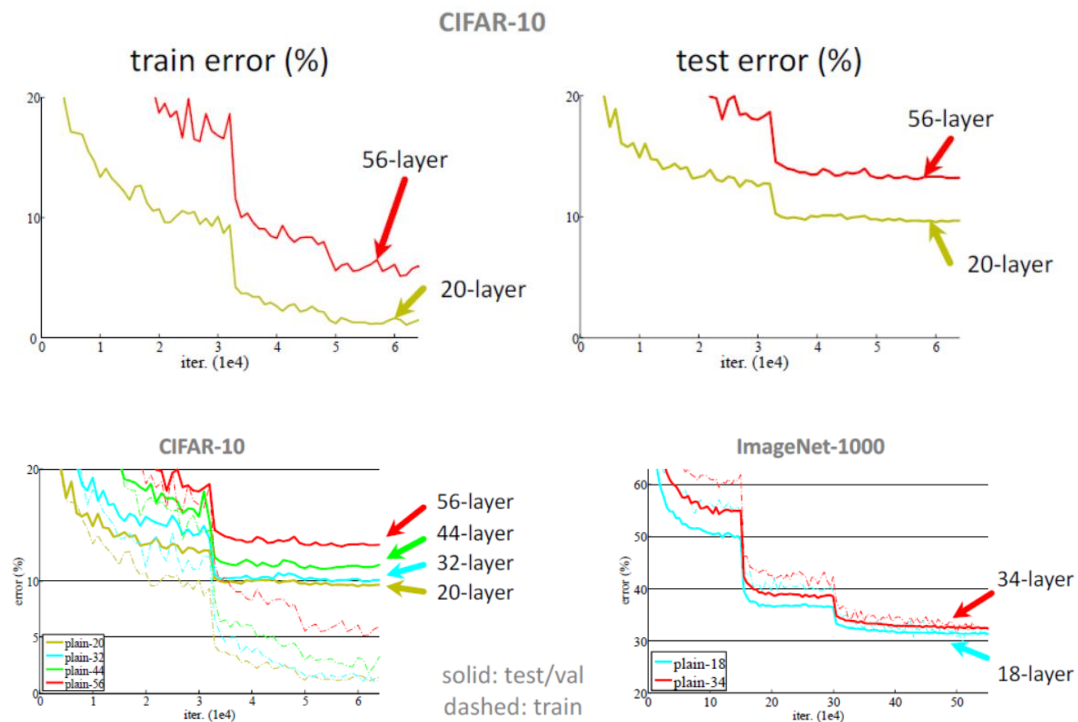 CIFAR-10
train error (%)
20
10
0
0 1 2 3 4 5 6
iter. (1e4)
56-layer
20-layer
test error (%)
20
10
0
0 1 2 3 4 5 6
iter. (1e4)
56-layer
20-layer
CIFAR-10
20
10
5
0
error (%)
plain-20
plain-32
plain-44
plain-56
0 1 2 3 4 5 6
iter. (1e4)
56-layer
44-layer
32-layer
20-layer
solid: test/val
dashed: train
ImageNet-1000
60
50
40
30
20
error (%)
plain-18
plain-34
0 10 20 30 40 50
iter. (1e4)
34-layer
18-layer